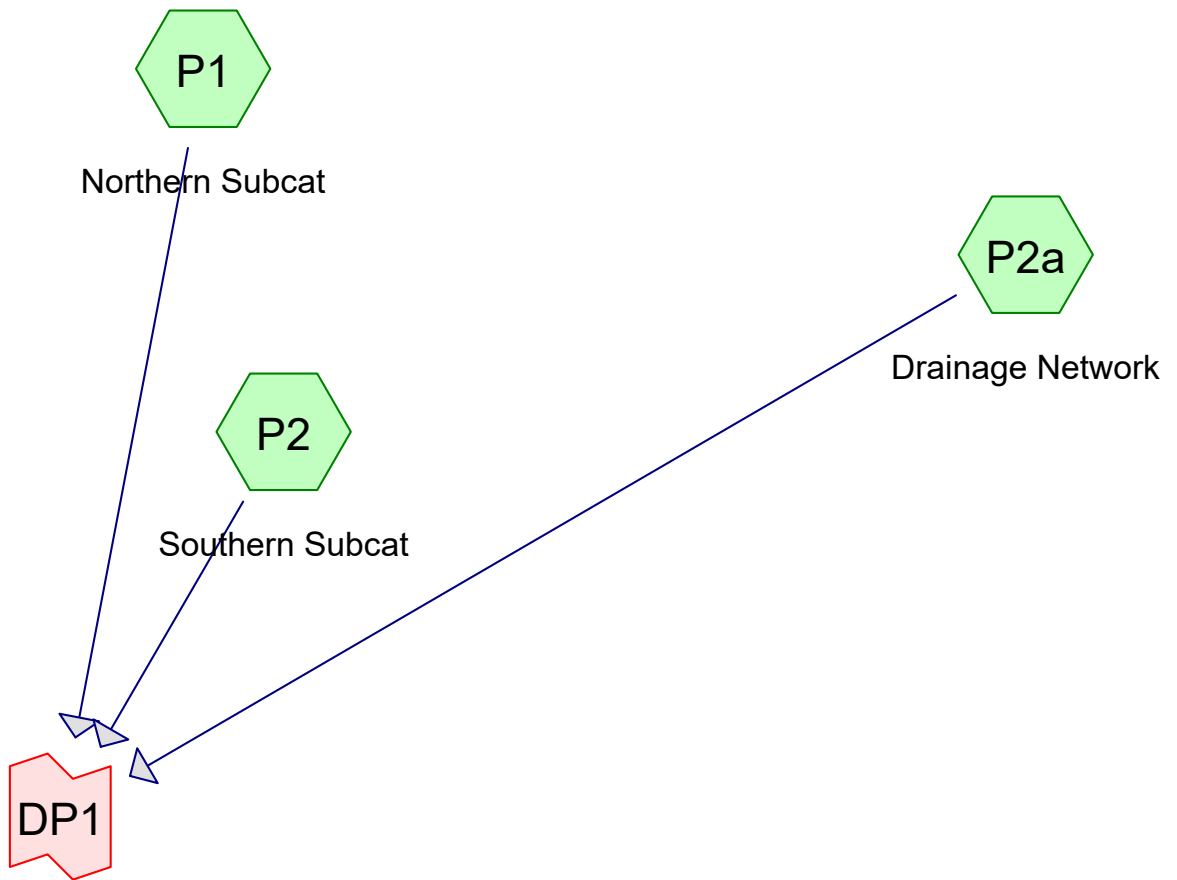 P1
Northern Subcat
P2a
Drainage Network
P2
Southern Subcat
DP1